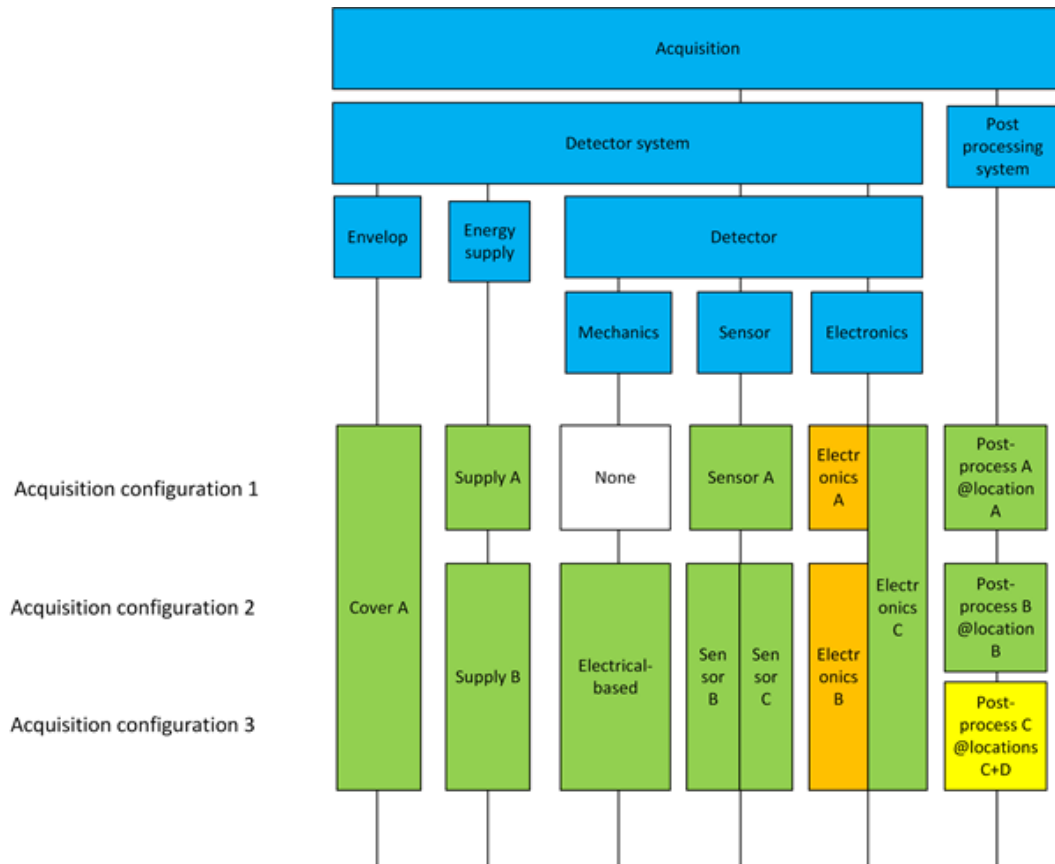 Acquisition
Detector system
Post
processing
system
Envelop
Energy
supply
Detector
Mechanics
Sensor
Electronics
Acquisition configuration 1
Supply A
None
Sensor A
Electr
onics
A
Post-
process A
@location
A
Acquisition configuration 2
Cover A
Electr
onics
C
Post-
process B
@location
B
Acquisition configuration 3
Supply B
Electrical-
based
Sen
sor
B
Sen
sor
C
Electr
onics
B
Post-
process C
@locations
C+D